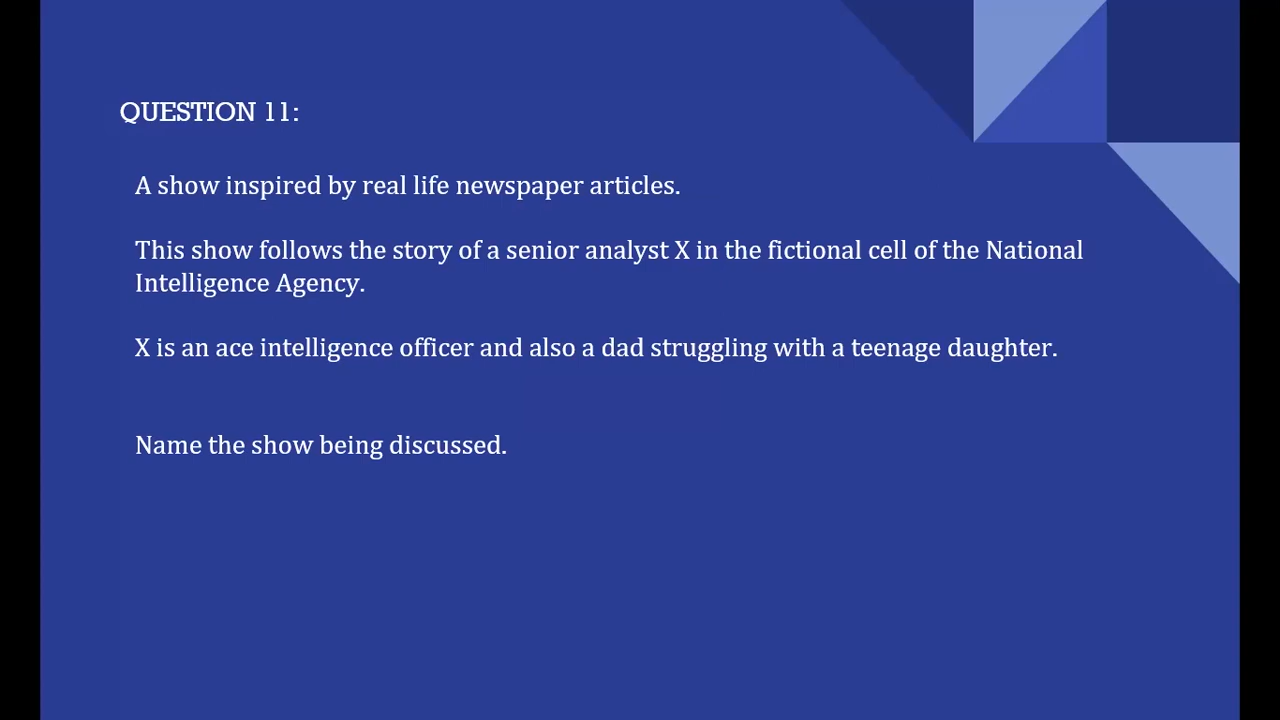 QUESTION 11:
A show inspired by real life newspaper articles.
This show follows the story of a senior analyst X in the fictional cell of the National
Intelligence Agency.
X is an ace intelligence officer and also a dad struggling with a teenage daughter.
Name the show being discussed.